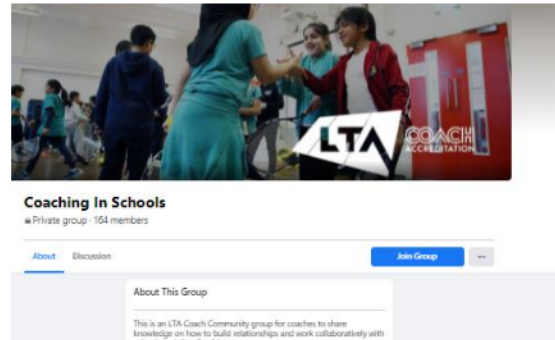 LTA COACH
ACCREDITATION
Coaching In Schools
Private group · 164 members
About Discussion Join Group ...
About This Group
This is an LTA Coach Community group for coaches to share
knowledge on how to build relationships and work collaboratively with